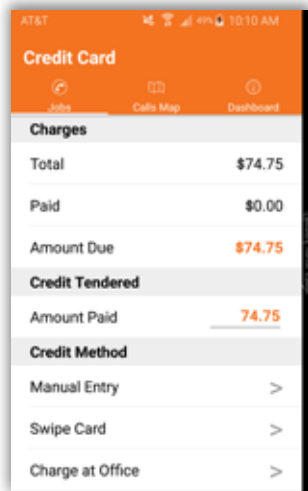 AT&T 49% 10:10 AM
Credit Card
Jobs Calls Map Dashboard
Charges
Total $74.75
Paid $0.00
Amount Due $74.75
Credit Tendered
Amount Paid 74.75
Credit Method
Manual Entry >
Swipe Card >
Charge at Office >